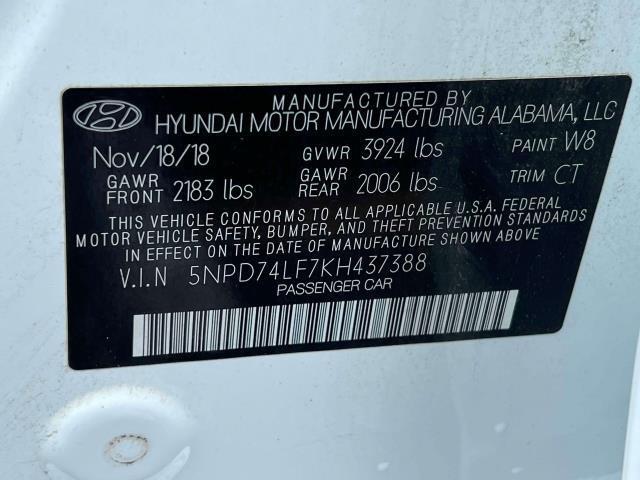 MANUFACTURED BY
HYUNDAI MOTOR MANUFACTURING ALABAMA, LLC
Nov/18/18 GVWR 3924 lbs PAINT W8
GAWR FRONT 2183 lbs GAWR REAR 2006 lbs TRIM CT
THIS VEHICLE CONFORMS TO ALL APPLICABLE U.S.A. FEDERAL
MOTOR VEHICLE SAFETY, BUMPER, AND THEFT PREVENTION STANDARDS
IN EFFECT ON THE DATE OF MANUFACTURE SHOWN ABOVE.
V.I.N 5NPD74LF7KH437388
PASSENGER CAR